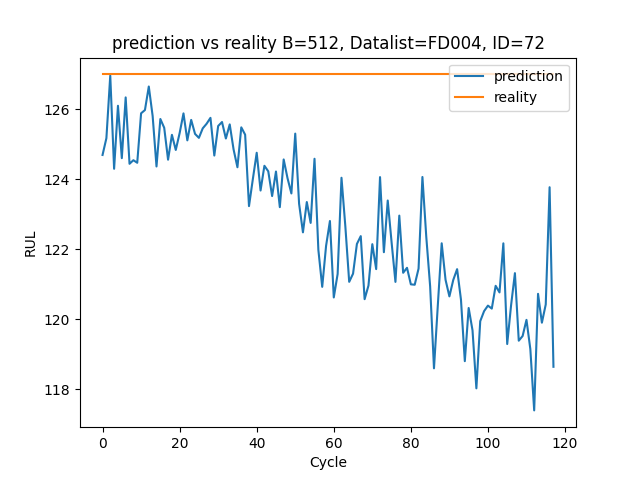 prediction vs reality B=512, Datalist=FD004, ID=72
prediction
reality
126
124
122
120
118
RUL
0 20 40 60 80 100 120
Cycle